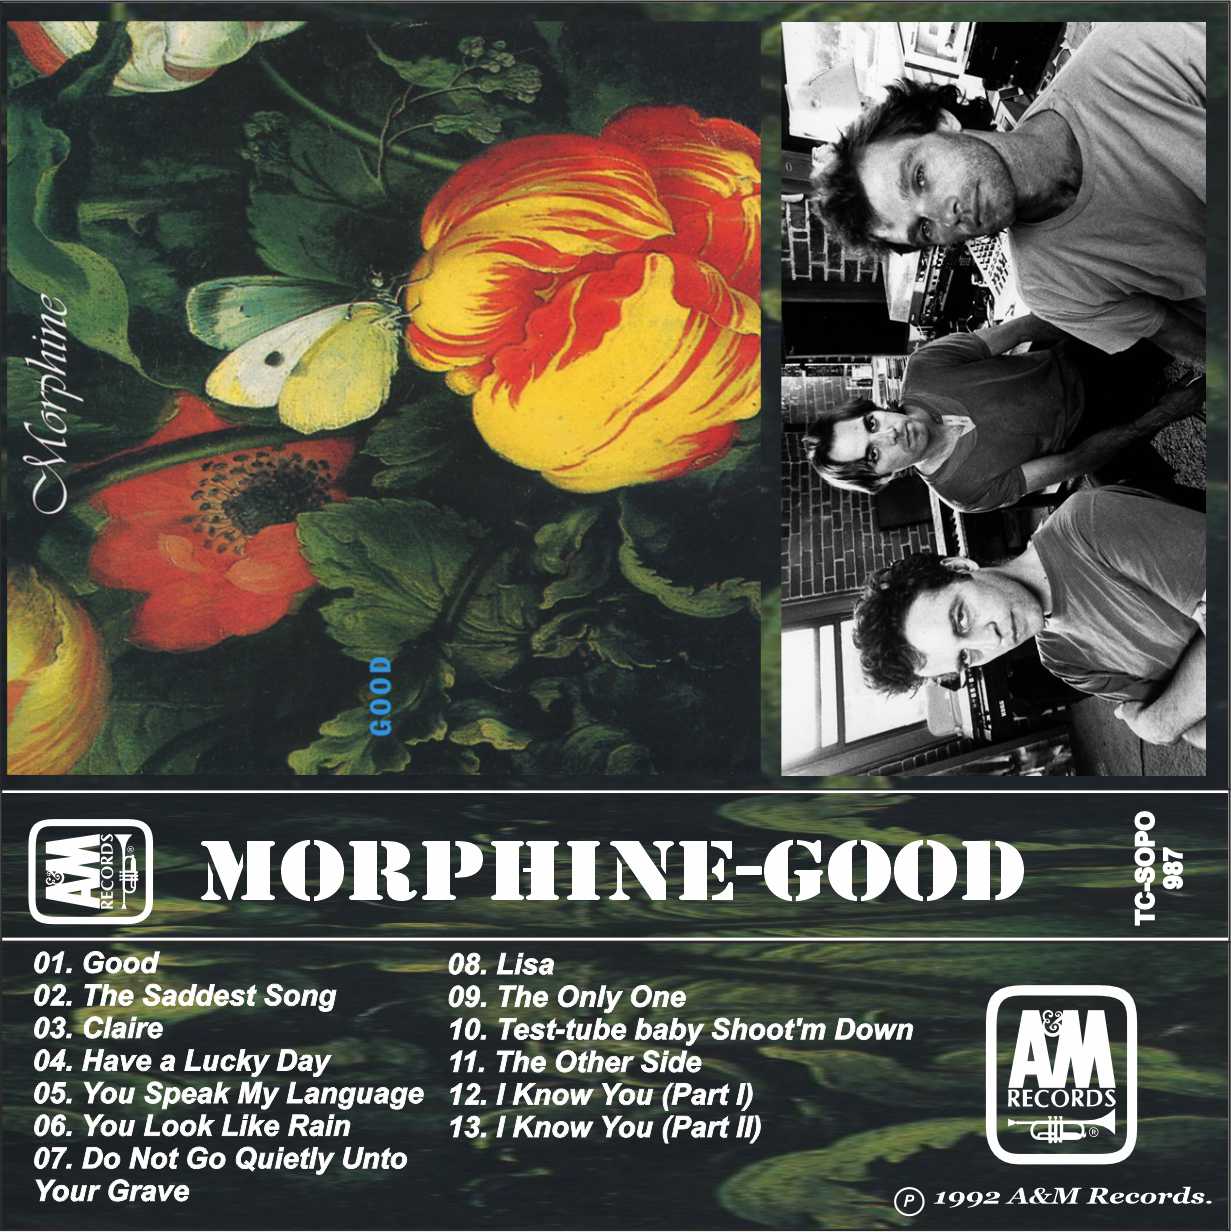 Morphine
GOOD
A&M
RECORDS
®
MORPHINE-GOOD
TC-SOPO
987
01. Good
02. The Saddest Song
03. Claire
04. Have a Lucky Day
05. You Speak My Language
06. You Look Like Rain
07. Do Not Go Quietly Unto
Your Grave
08. Lisa
09. The Only One
10. Test-tube baby Shoot'm Down
11. The Other Side
12. I Know You (Part I)
13. I Know You (Part II)
A&M
RECORDS
®
℗ 1992 A&M Records.